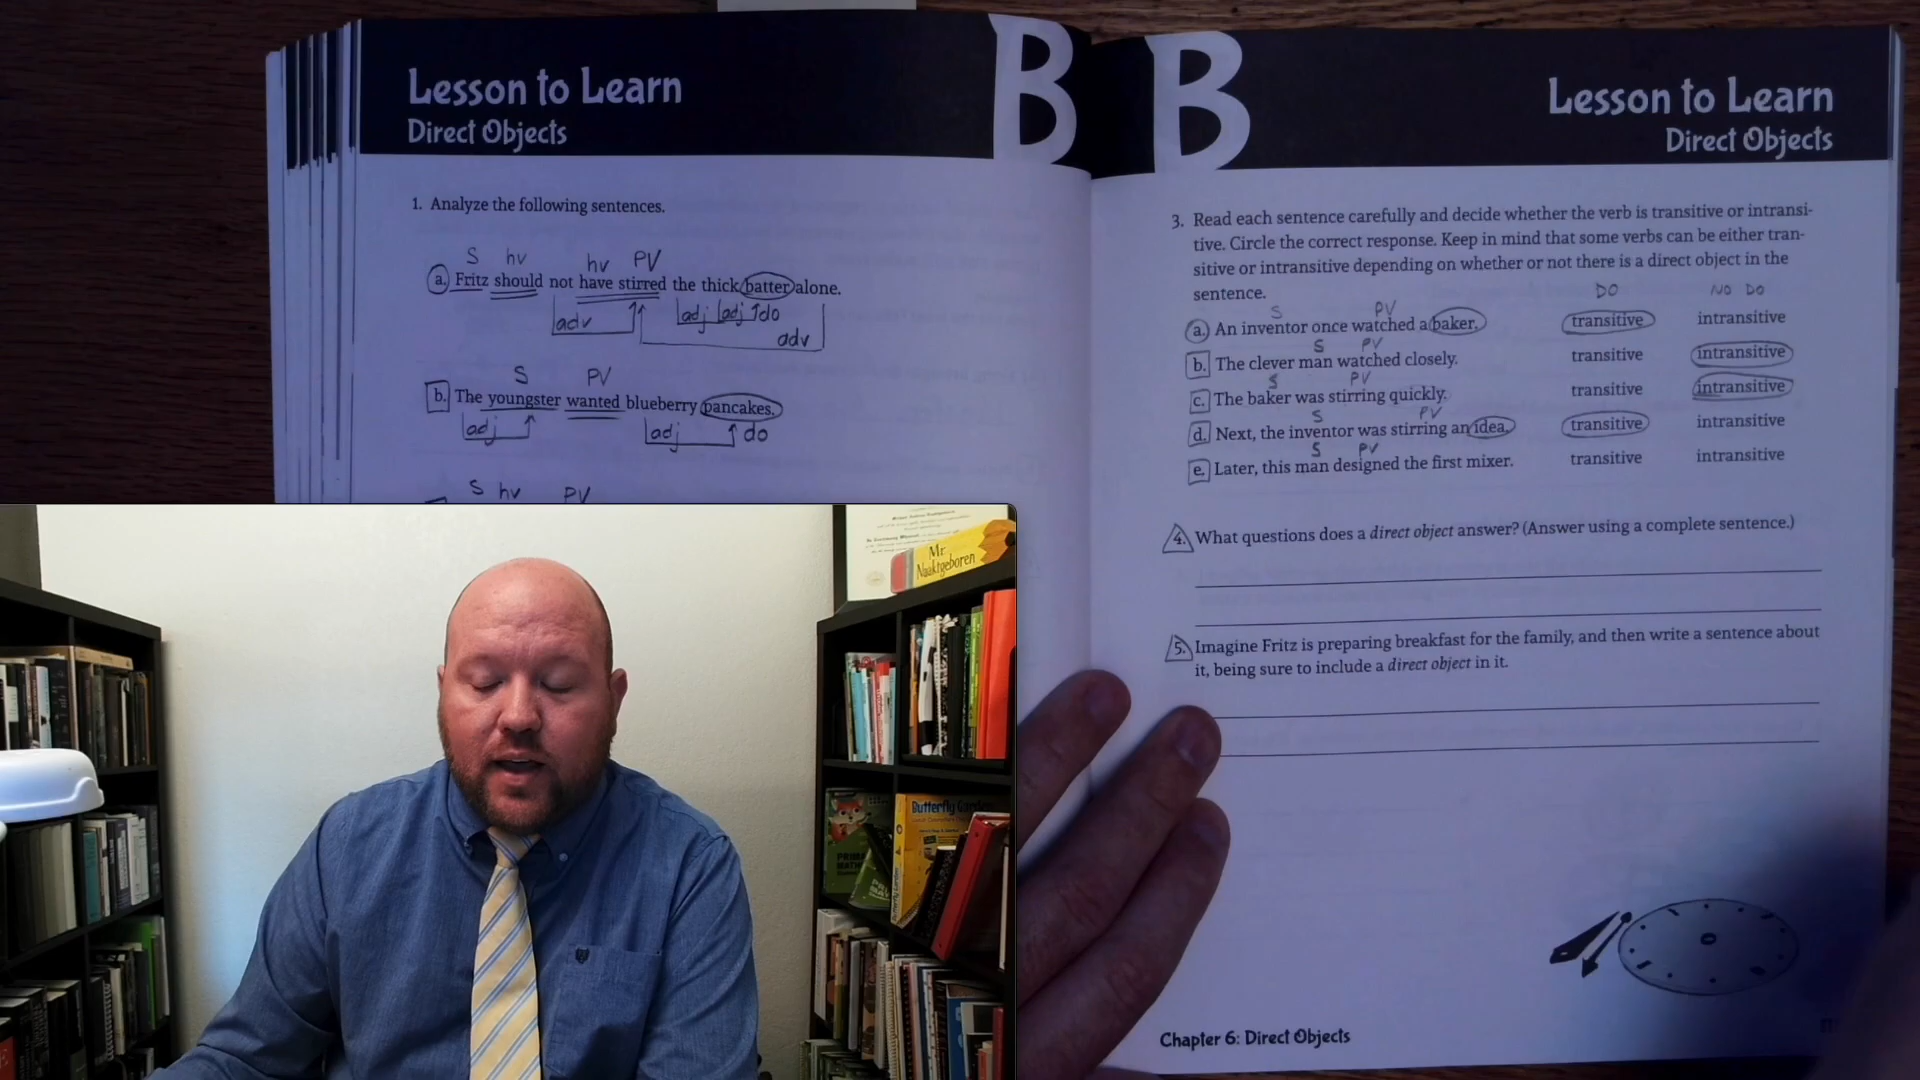 Lesson to Learn
Direct Objects
B
1. Analyze the following sentences.
S hv hv PV
a. Fritz should not have stirred the thick batter alone.
adv adj adj do
adv
S PV
b. The youngster wanted blueberry pancakes.
adj adj do
S hv PV
B
Lesson to Learn
Direct Objects
3. Read each sentence carefully and decide whether the verb is transitive or intransi-
tive. Circle the correct response. Keep in mind that some verbs can be either tran-
sitive or intransitive depending on whether or not there is a direct object in the
sentence.
DO NO DO
S PV
a. An inventor once watched a baker. transitive intransitive
S PV
b. The clever man watched closely. transitive intransitive
S PV
c. The baker was stirring quickly. transitive intransitive
S PV
d. Next, the inventor was stirring an idea. transitive intransitive
S PV
e. Later, this man designed the first mixer. transitive intransitive
4. What questions does a direct object answer? (Answer using a complete sentence.)
5. Imagine Fritz is preparing breakfast for the family, and then write a sentence about
it, being sure to include a direct object in it.
Chapter 6: Direct Objects
Mr.
Naaktgeboren
Butterfly Garden